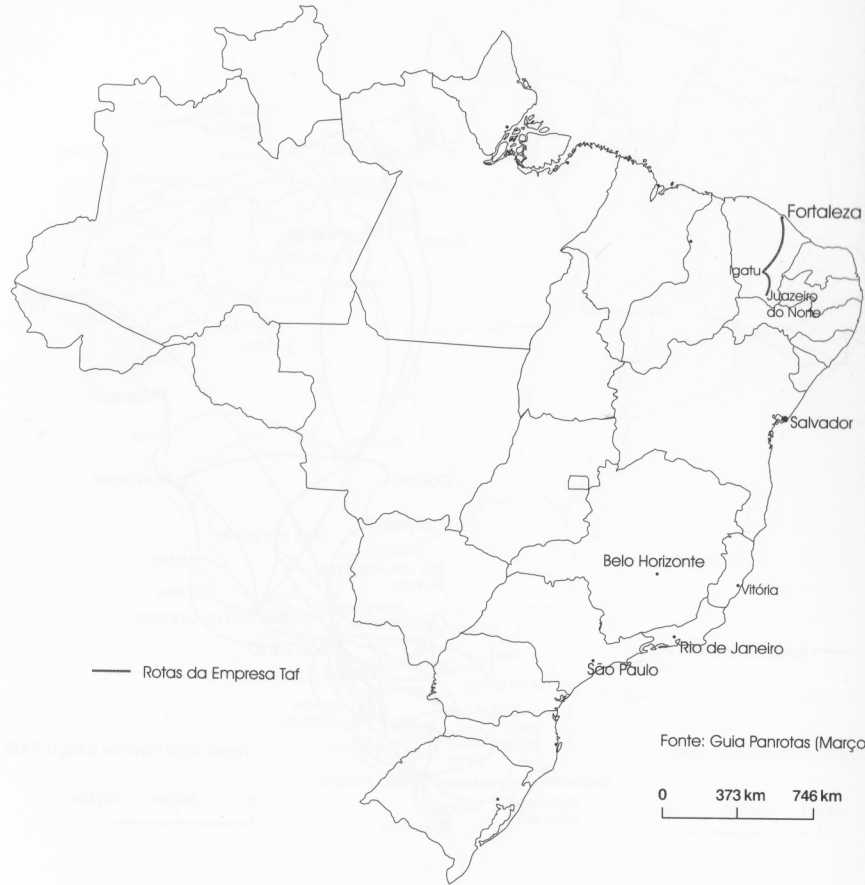 Fortaleza
Igatu
Juazeiro
do Norte
Salvador
Belo Horizonte
Vitória
Rio de Janeiro
São Paulo
Rotas da Empresa Taf
Fonte: Guia Panrotas (Março
0 373 km 746 km